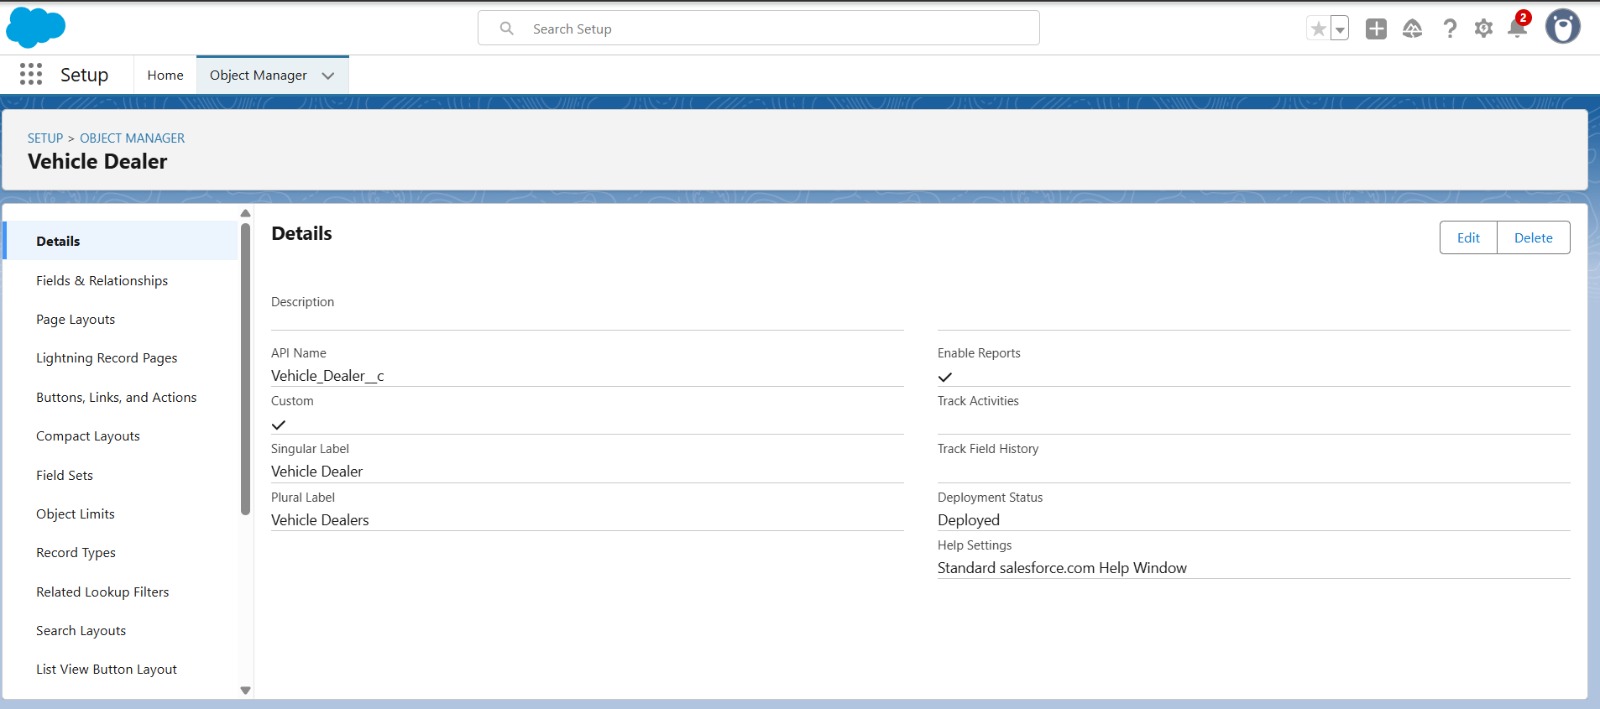 Search Setup
2
Setup
Home
Object Manager
SETUP > OBJECT MANAGER
Vehicle Dealer
Details
Fields & Relationships
Page Layouts
Lightning Record Pages
Buttons, Links, and Actions
Compact Layouts
Field Sets
Object Limits
Record Types
Related Lookup Filters
Search Layouts
List View Button Layout
Details
Edit
Delete
Description
API Name
Vehicle_Dealer__c
Custom
Singular Label
Vehicle Dealer
Plural Label
Vehicle Dealers
Enable Reports
Track Activities
Track Field History
Deployment Status
Deployed
Help Settings
Standard salesforce.com Help Window